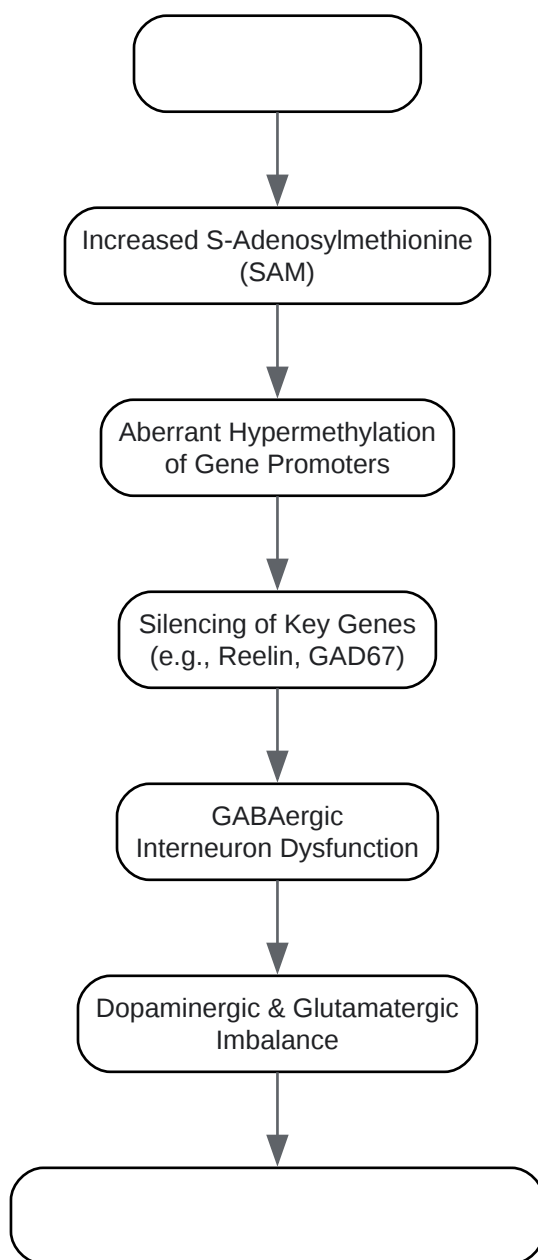 Increased S-Adenosylmethionine
(SAM)
Aberrant Hypermethylation
of Gene Promoters
Silencing of Key Genes
(e.g., Reelin, GAD67)
GABAergic
Interneuron Dysfunction
Dopaminergic & Glutamatergic
Imbalance